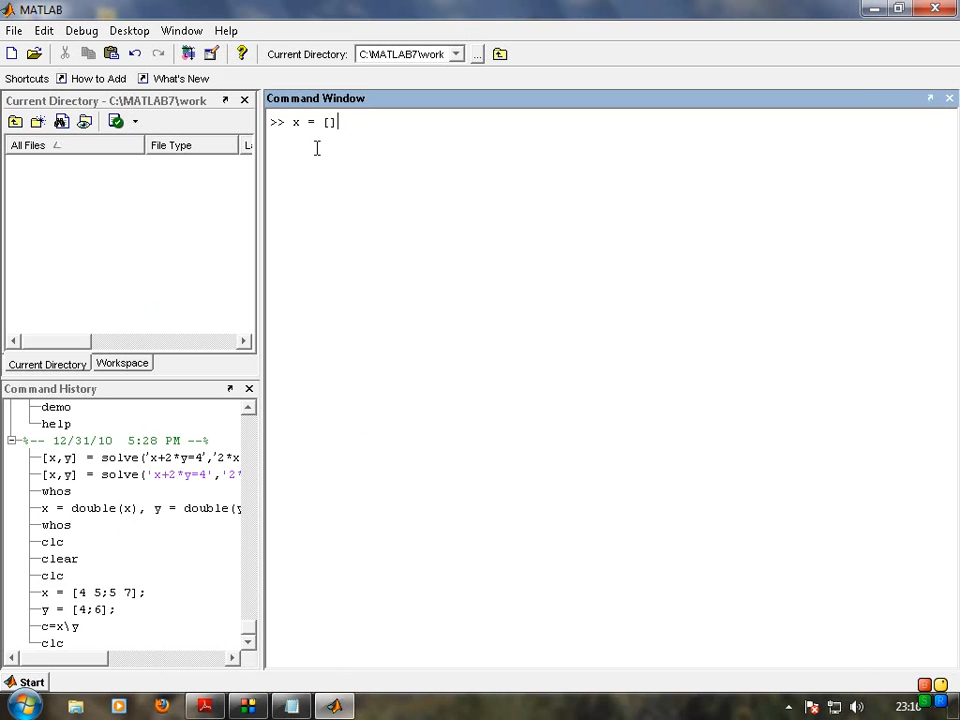 MATLAB
File Edit Debug Desktop Window Help
Current Directory: C:\MATLAB7\work ...
Shortcuts How to Add What's New
Current Directory - C:\MATLAB7\work
All Files File Type
Current Directory Workspace
Command History
demo
help
%-- 12/31/10 5:28 PM --%
[x,y] = solve('x+2*y=4','2*x
[x,y] = solve('x+2*y=4','2*
whos
x = double(x), y = double(y
whos
clc
clear
clc
x = [4 5;5 7];
y = [4;6];
c=x\y
clc
Command Window
>> x = []
Start